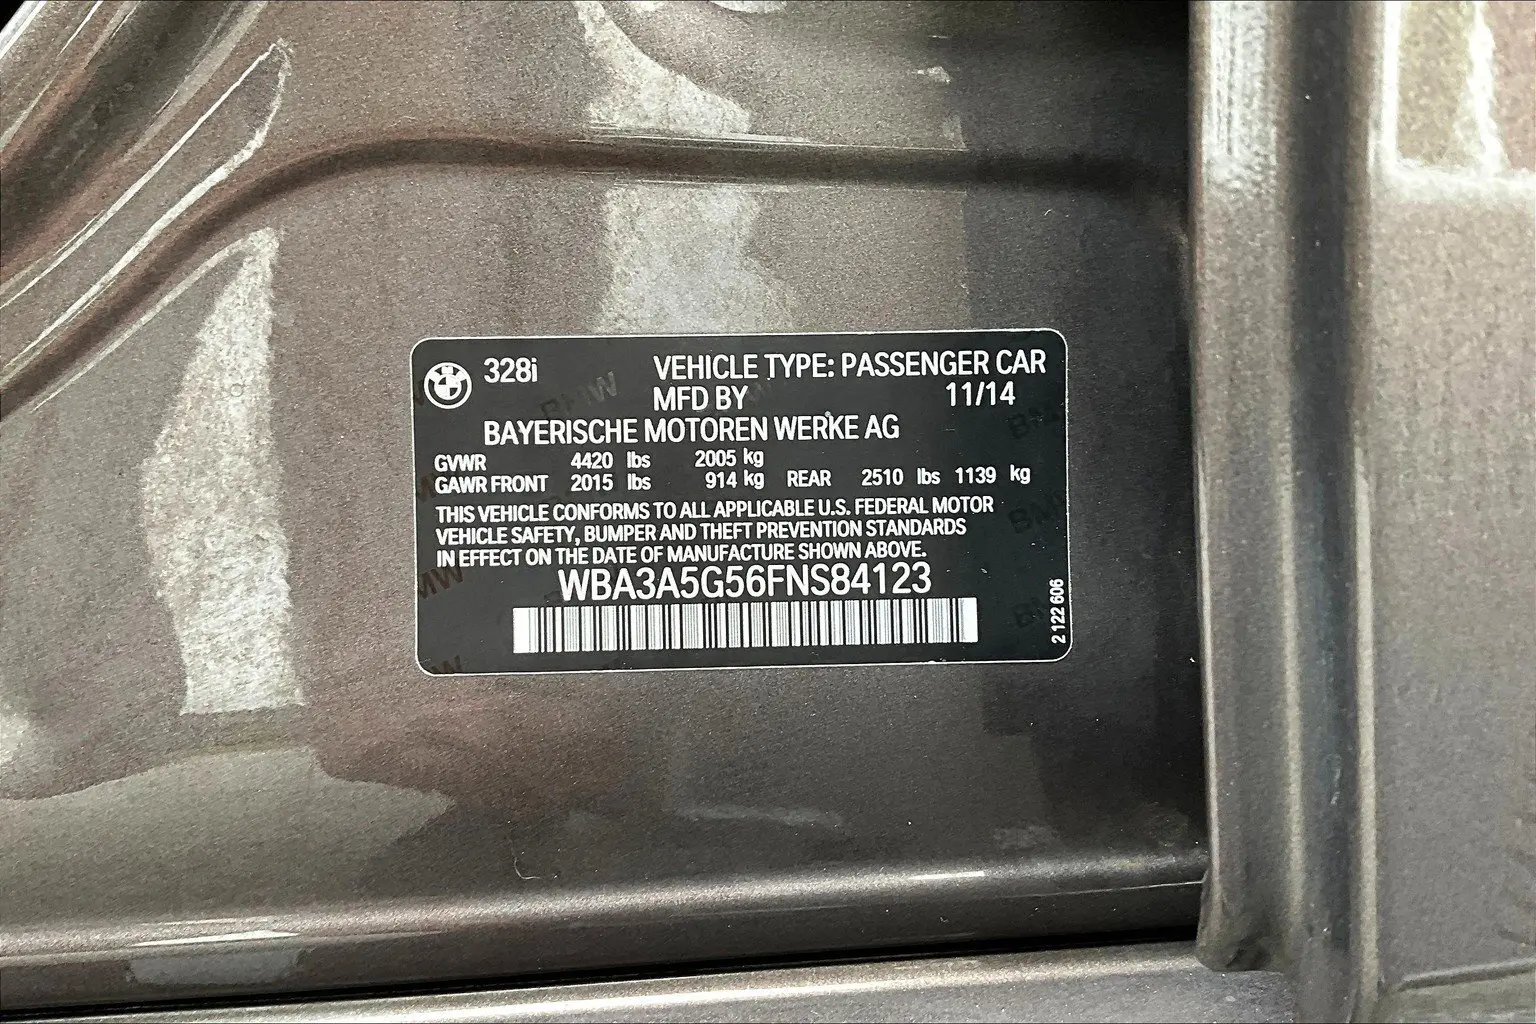 328i VEHICLE TYPE: PASSENGER CAR
MFD BY 11/14
BAYERISCHE MOTOREN WERKE AG
GVWR 4420 lbs 2005 kg
GAWR FRONT 2015 lbs 914 kg REAR 2510 lbs 1139 kg
THIS VEHICLE CONFORMS TO ALL APPLICABLE U.S. FEDERAL MOTOR
VEHICLE SAFETY, BUMPER AND THEFT PREVENTION STANDARDS
IN EFFECT ON THE DATE OF MANUFACTURE SHOWN ABOVE.
WBA3A5G56FNS84123
2 122 606